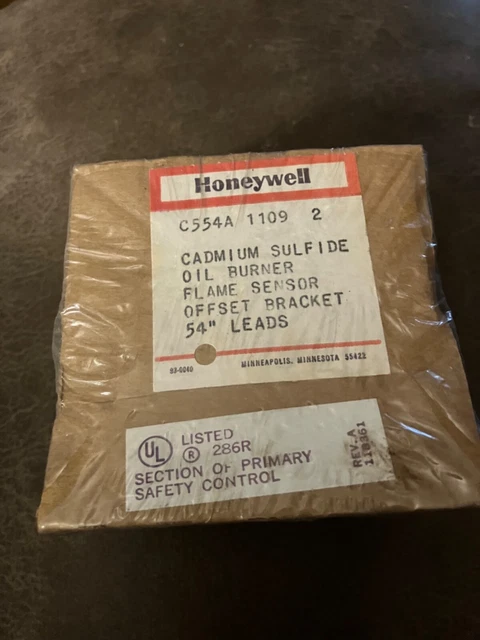 Honeywell
C554A 1109 2
CADMIUM SULFIDE
OIL BURNER
FLAME SENSOR
OFFSET BRACKET
54" LEADS
MINNEAPOLIS, MINNESOTA 55422
UL LISTED
® 286R
SECTION OF PRIMARY
SAFETY CONTROL
REV. A